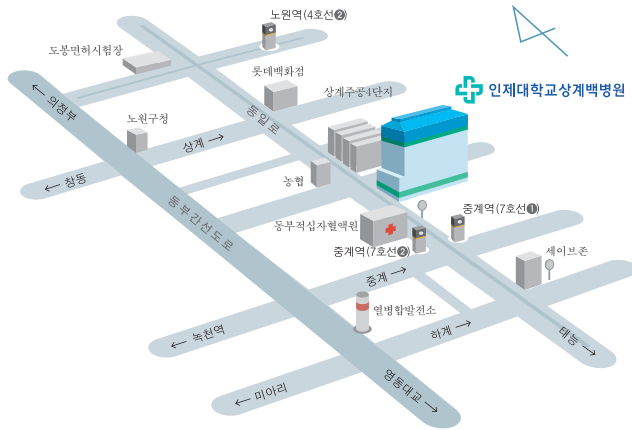 노원역(4호선❷)
도봉면허시험장
롯데백화점
상계주공4단지
인제대학교상계백병원
← 의정부
노원구청
동일로
상계 →
← 창동
농협
동부간선도로
동부적십자혈액원
중계역(7호선❶)
중계역(7호선❷)
세이브존
중계 →
열병합발전소
← 녹천역
하계 →
태능 →
← 미아리
영동대교 →